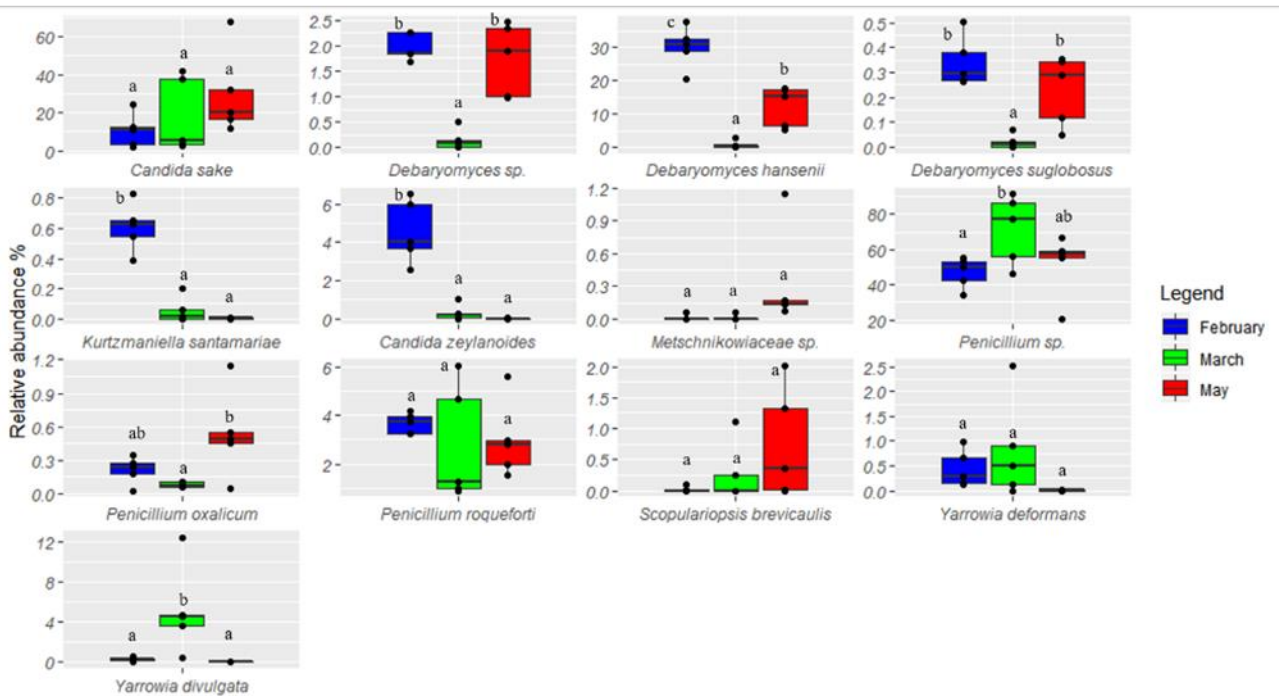 60-
40-
20-
0-
a
a
a
Candida sake
2.5-
2.0-
1.5-
1.0-
0.5-
0.0-
b
a
b
Debaryomyces sp.
30-
20-
10-
0-
c
a
b
Debaryomyces hansenii
0.5-
0.4-
0.3-
0.2-
0.1-
0.0-
b
a
b
Debaryomyces suglobosus
0.8-
0.6-
0.4-
0.2-
0.0-
b
a
a
Kurtzmaniella santamariae
6-
4-
2-
0-
b
a
a
Candida zeylanoides
1.2-
0.9-
0.6-
0.3-
0.0-
a
a
a
Metschnikowiaceae sp.
80-
60-
40-
20-
a
b
ab
Penicillium sp.
Legend
February
March
May
Relative abundance %
1.2-
0.9-
0.6-
0.3-
0.0-
ab
a
b
Penicillium oxalicum
6-
4-
2-
a
a
a
Penicillium roqueforti
2.0-
1.5-
1.0-
0.5-
0.0-
a
a
a
Scopulariopsis brevicaulis
2.5-
2.0-
1.5-
1.0-
0.5-
0.0-
a
a
a
Yarrowia deformans
12-
8-
4-
0-
a
b
a
Yarrowia divulgata